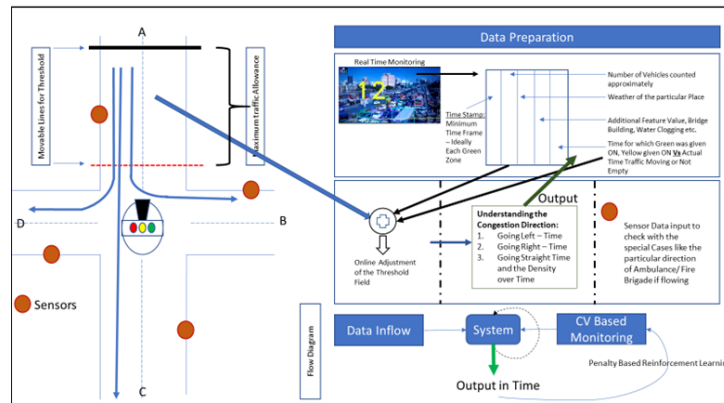 A
Movable Lines for Threshold
Maximum traffic Allowance
D
B
Sensors
C
Data Preparation
Real Time Monitoring
12
Time Stamp:
Minimum
Time Frame
– Ideally
Each Green
Zone
Number of Vehicles counted
approximately
Weather of the particular Place
Additional Feature Value, Bridge
Building, Water Clogging etc.
Time for which Green was given
ON, Yellow given ON Vs Actual
Time Traffic Moving or Not
Empty
Output
Online Adjustment
of the Threshold
Field
Understanding the
Congestion Direction:
1. Going Left – Time
2. Going Right – Time
3. Going Straight Time
and the Density
over Time
Sensor Data input to
check with the
special Cases like the
particular direction
of Ambulance/ Fire
Brigade if flowing
Flow Diagram
Data Inflow
System
CV Based
Monitoring
Output in Time
Penalty Based Reinforcement Learnin